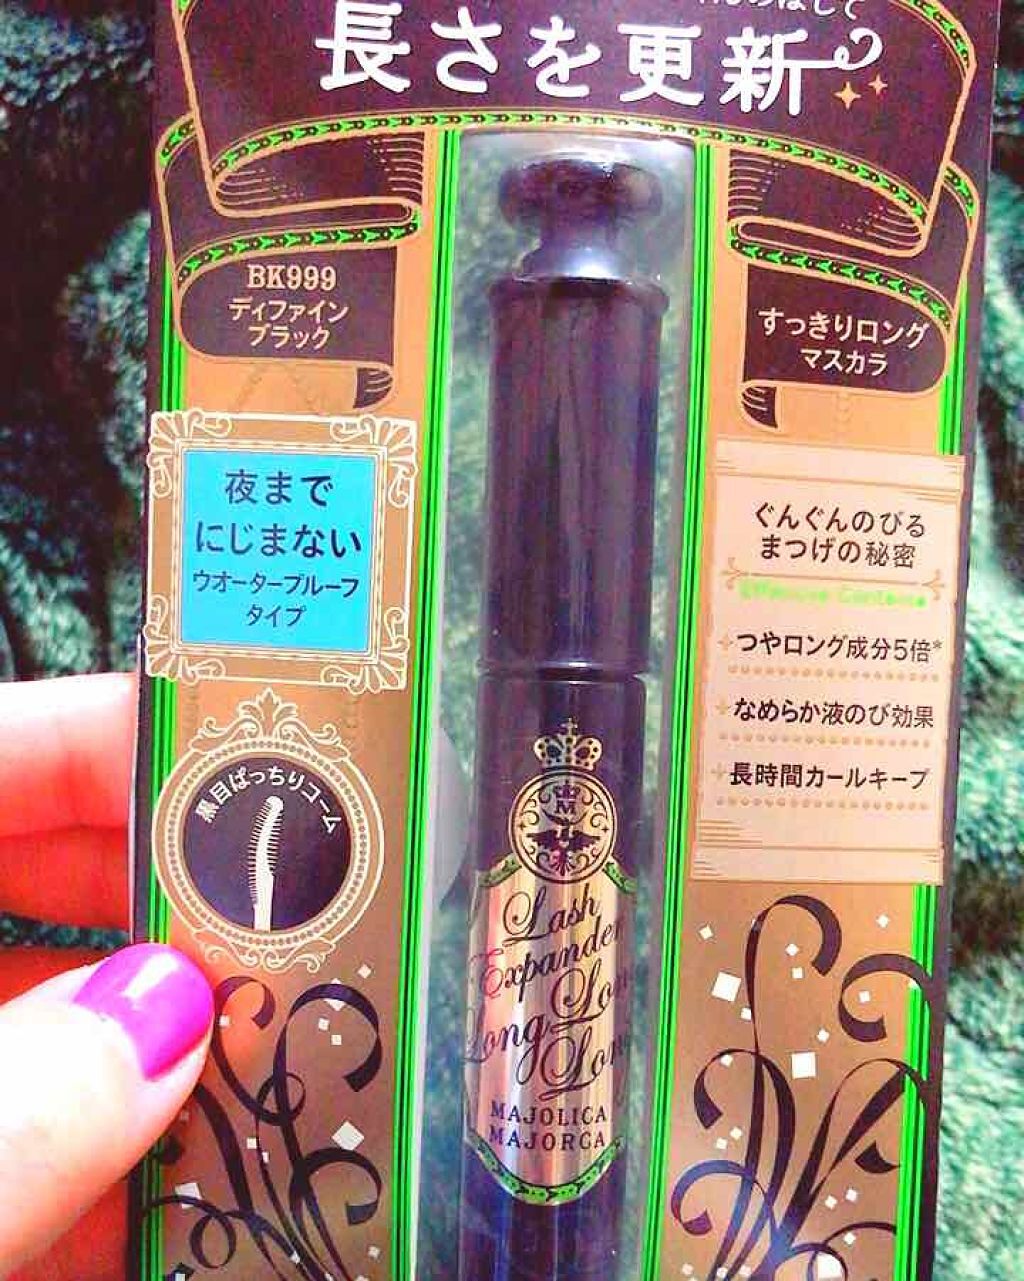 長さを更新
BK999
ディファイン
ブラック
すっきりロング
マスカラ
夜まで
にじまない
ウオータープルーフ
タイプ
ぐんぐんのびる
まつげの秘密
つやロング成分5倍*
なめらか液のび効果
長時間カールキープ
黒目ぱっちりコーム
M
Lash
Expander
Long Long
Long
MAJOLICA
MAJORCA